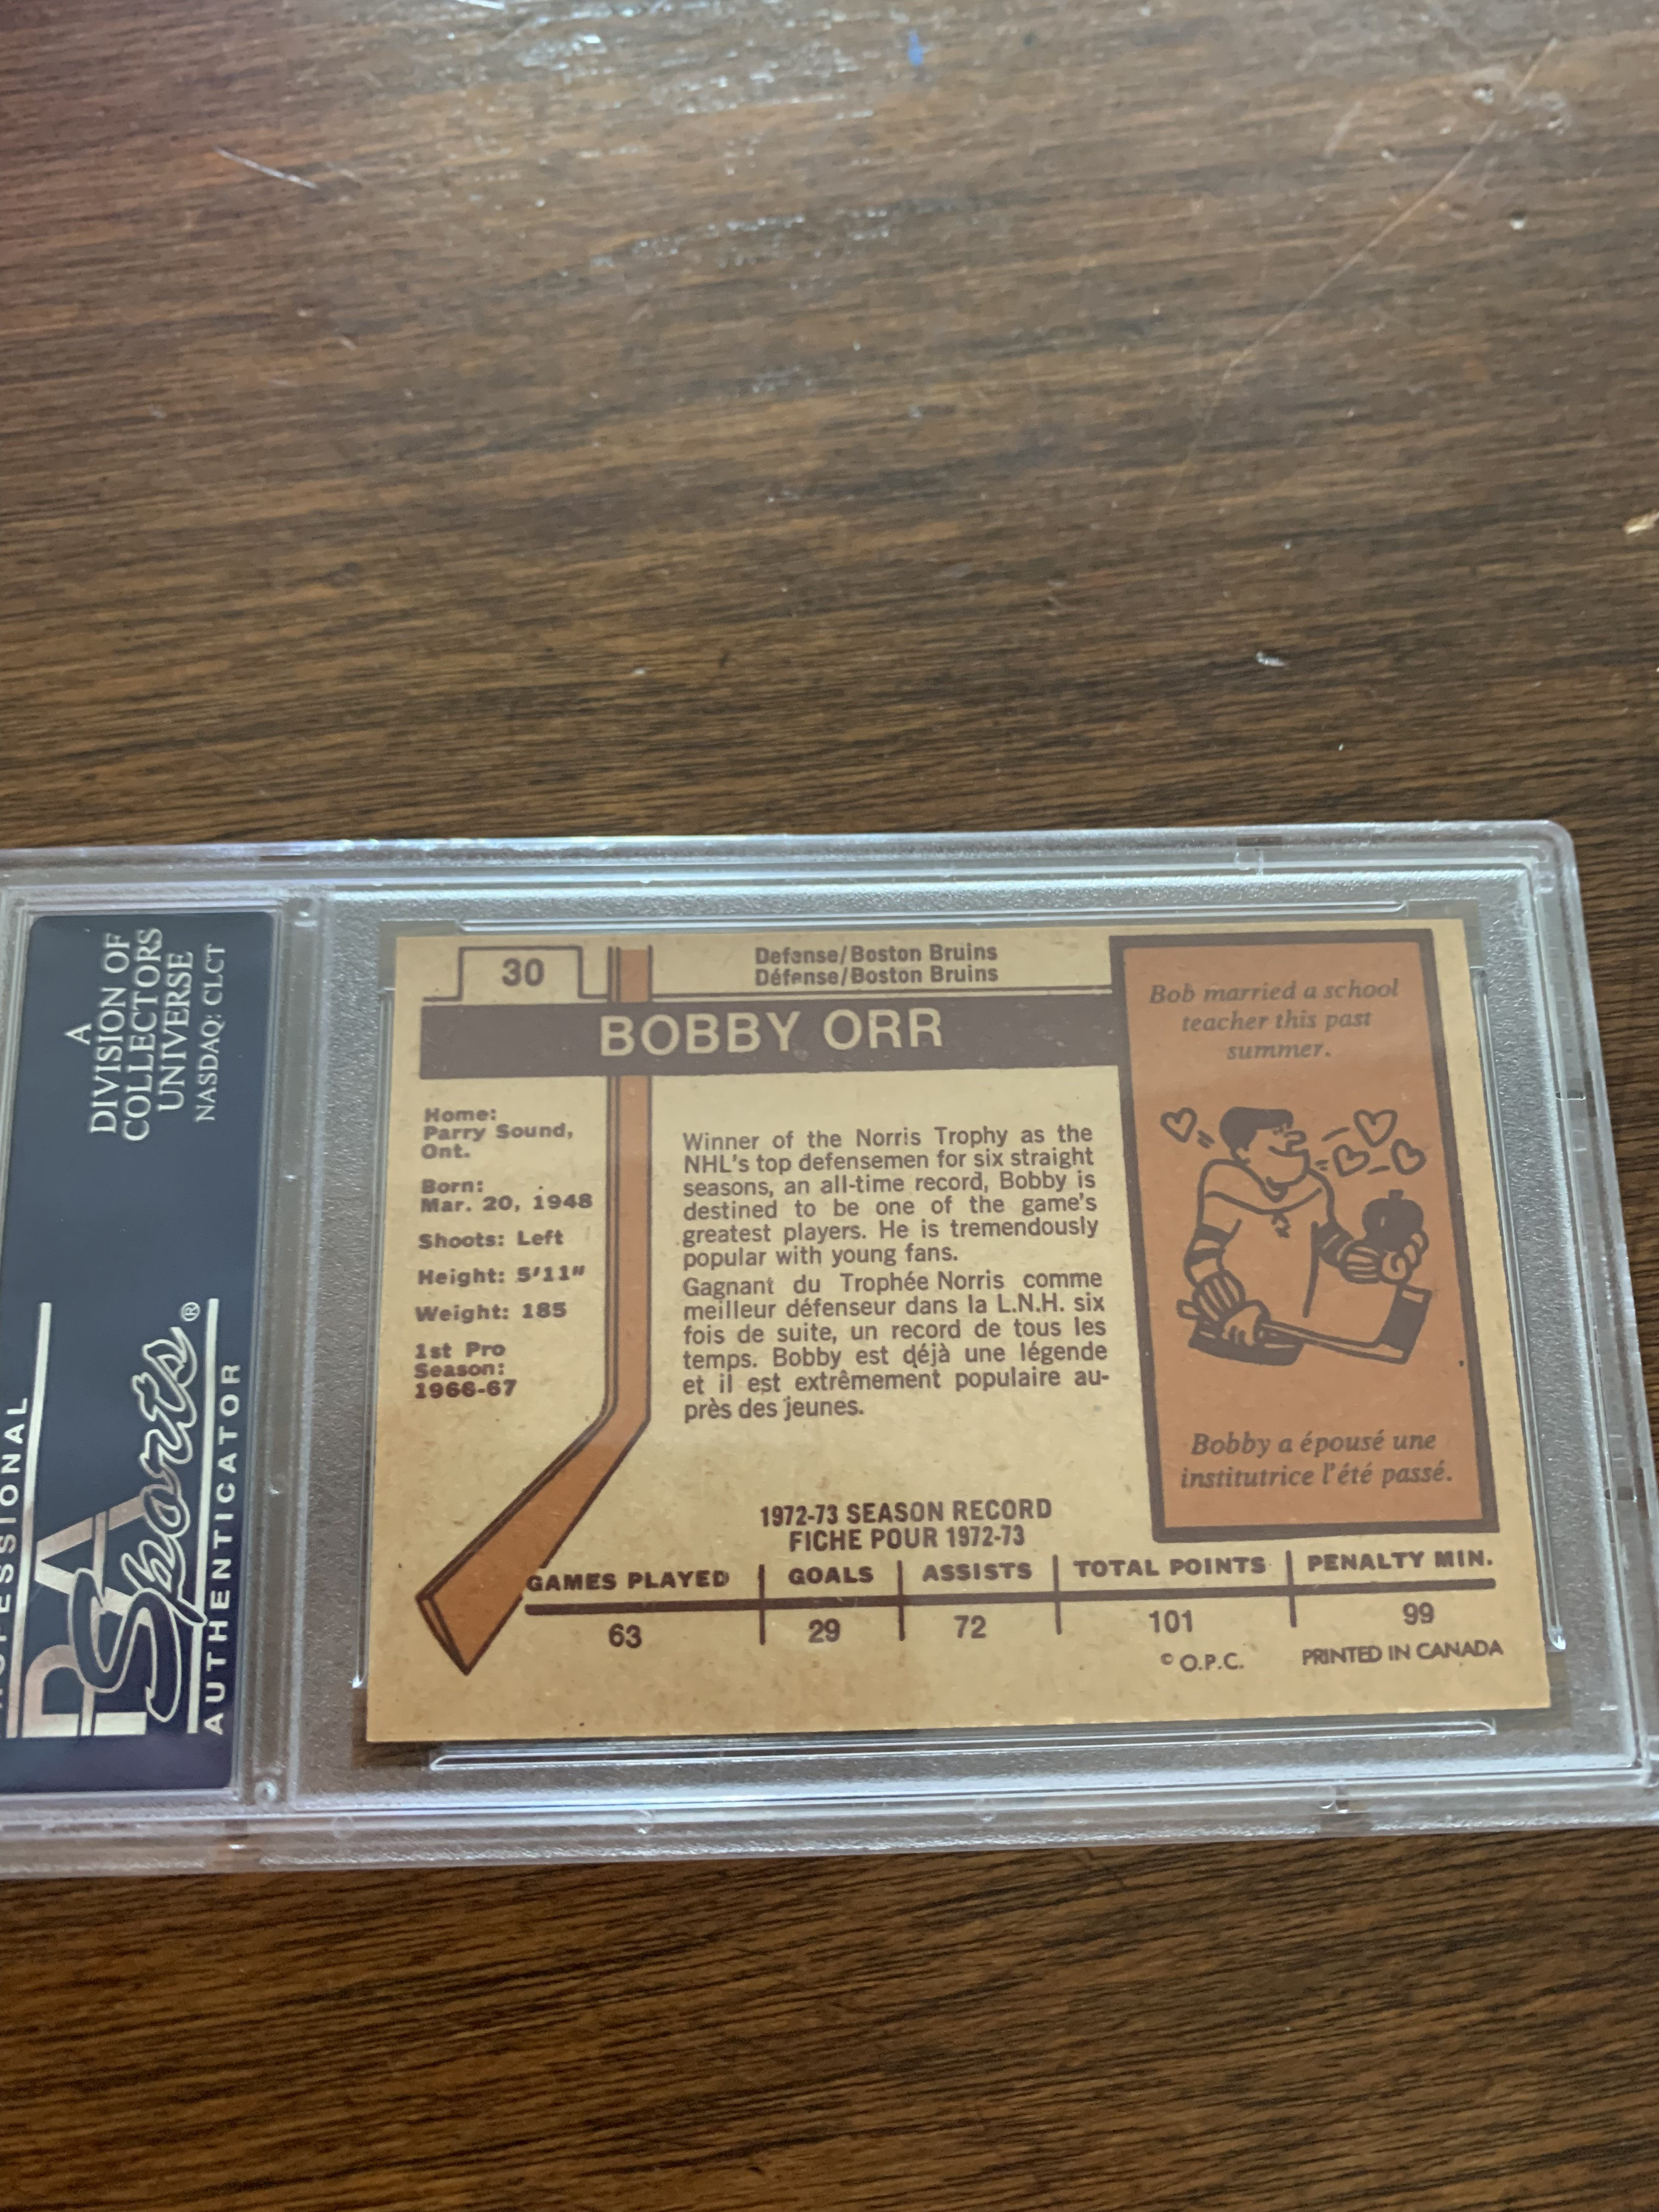 A
DIVISION OF
COLLECTORS
UNIVERSE
NASDAQ: CLCT
PSA
Sports®
AUTHENTICATOR
30
Defense/Boston Bruins
Défense/Boston Bruins
BOBBY ORR
Home:
Parry Sound,
Ont.
Born:
Mar. 20, 1948
Shoots: Left
Height: 5'11"
Weight: 185
1st Pro
Season:
1966-67
Winner of the Norris Trophy as the
NHL's top defensemen for six straight
seasons, an all-time record, Bobby is
destined to be one of the game's
greatest players. He is tremendously
popular with young fans.
Gagnant du Trophée Norris comme
meilleur défenseur dans la L.N.H. six
fois de suite, un record de tous les
temps. Bobby est déjà une légende
et il est extrêmement populaire au-
près des jeunes.
Bob married a school
teacher this past
summer.
Bobby a épousé une
institutrice l'été passé.
1972-73 SEASON RECORD
FICHE POUR 1972-73
GAMES PLAYED GOALS ASSISTS TOTAL POINTS PENALTY MIN.
63 29 72 101 99
© O.P.C. PRINTED IN CANADA